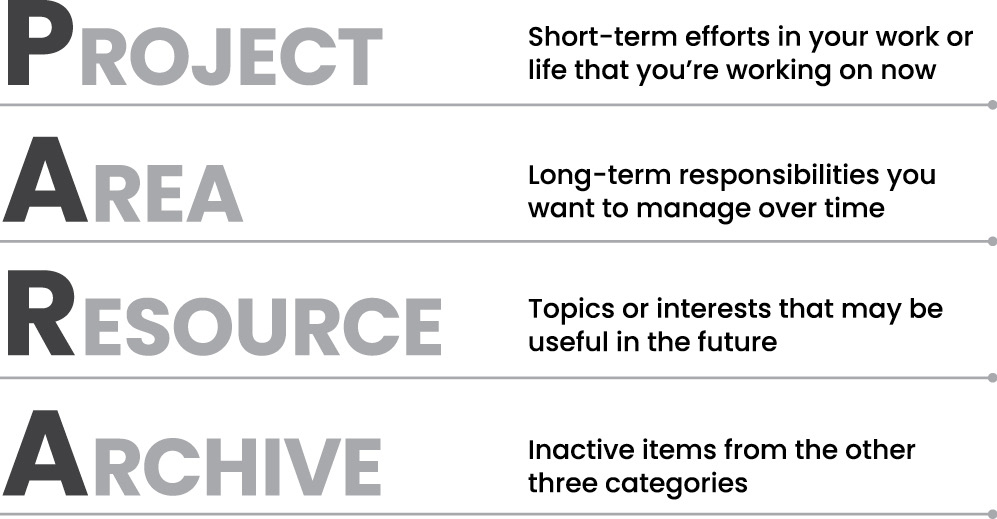 PROJECT
Short-term efforts in your work or
life that you’re working on now
AREA
Long-term responsibilities you
want to manage over time
RESOURCE
Topics or interests that may be
useful in the future
ARCHIVE
Inactive items from the other
three categories